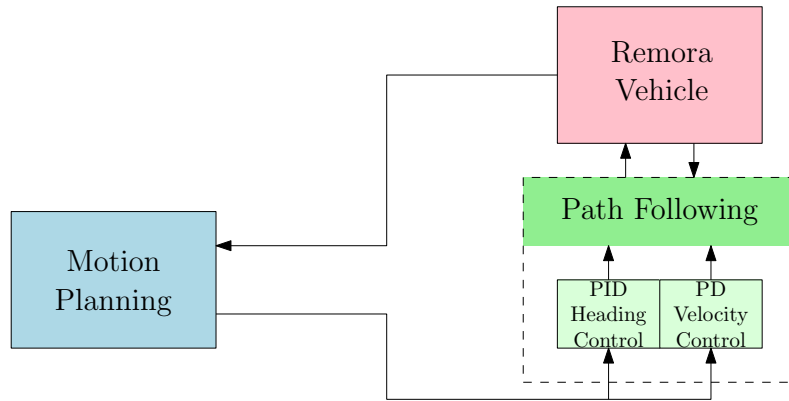 Remora
Vehicle
Path Following
Motion
Planning
PID
Heading
Control
PD
Velocity
Control